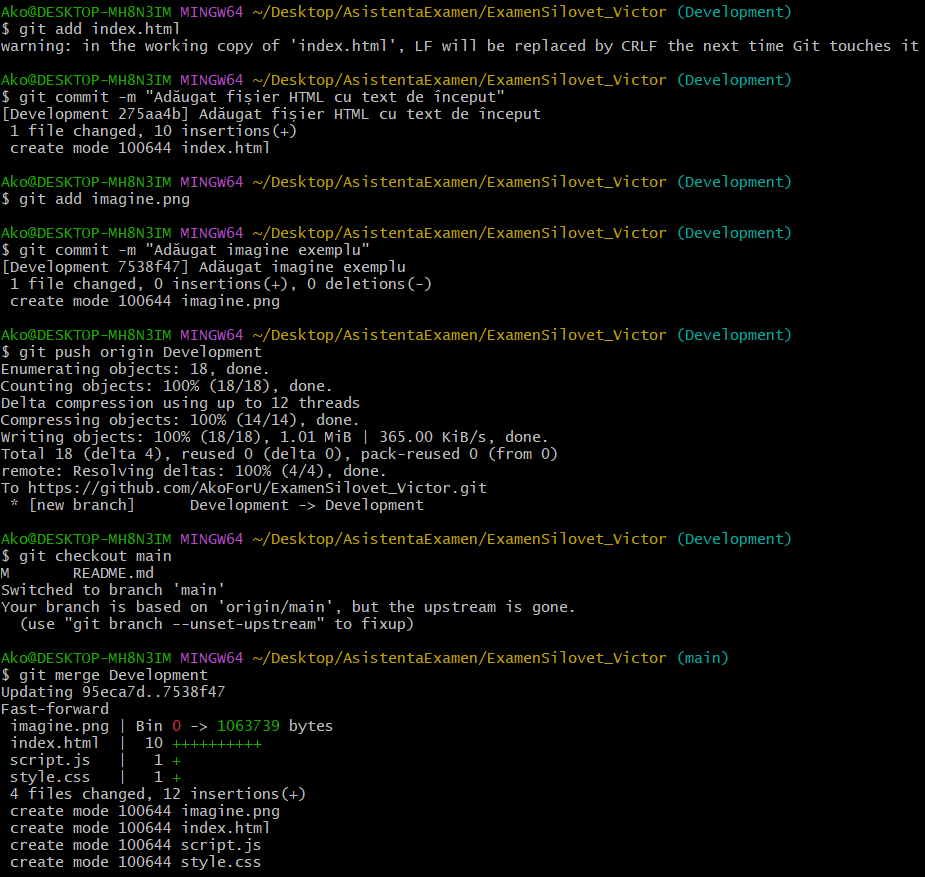 Ako@DESKTOP-MH8N3IM MINGW64 ~/Desktop/AsistentaExamen/ExamenSilovet_Victor (Development)
$ git add index.html
warning: in the working copy of 'index.html', LF will be replaced by CRLF the next time Git touches it
Ako@DESKTOP-MH8N3IM MINGW64 ~/Desktop/AsistentaExamen/ExamenSilovet_Victor (Development)
$ git commit -m "Adăugat fișier HTML cu text de început"
[Development 275aa4b] Adăugat fișier HTML cu text de început
 1 file changed, 10 insertions(+)
 create mode 100644 index.html
Ako@DESKTOP-MH8N3IM MINGW64 ~/Desktop/AsistentaExamen/ExamenSilovet_Victor (Development)
$ git add imagine.png
Ako@DESKTOP-MH8N3IM MINGW64 ~/Desktop/AsistentaExamen/ExamenSilovet_Victor (Development)
$ git commit -m "Adăugat imagine exemplu"
[Development 7538f47] Adăugat imagine exemplu
 1 file changed, 0 insertions(+), 0 deletions(-)
 create mode 100644 imagine.png
Ako@DESKTOP-MH8N3IM MINGW64 ~/Desktop/AsistentaExamen/ExamenSilovet_Victor (Development)
$ git push origin Development
Enumerating objects: 18, done.
Counting objects: 100% (18/18), done.
Delta compression using up to 12 threads
Compressing objects: 100% (14/14), done.
Writing objects: 100% (18/18), 1.01 MiB | 365.00 KiB/s, done.
Total 18 (delta 4), reused 0 (delta 0), pack-reused 0 (from 0)
remote: Resolving deltas: 100% (4/4), done.
To https://github.com/AkoForU/ExamenSilovet_Victor.git
 * [new branch]      Development -> Development
Ako@DESKTOP-MH8N3IM MINGW64 ~/Desktop/AsistentaExamen/ExamenSilovet_Victor (Development)
$ git checkout main
M       README.md
Switched to branch 'main'
Your branch is based on 'origin/main', but the upstream is gone.
  (use "git branch --unset-upstream" to fixup)
Ako@DESKTOP-MH8N3IM MINGW64 ~/Desktop/AsistentaExamen/ExamenSilovet_Victor (main)
$ git merge Development
Updating 95eca7d..7538f47
Fast-forward
 imagine.png | Bin 0 -> 1063739 bytes
 index.html  |  10 ++++++++++
 script.js   |   1 +
 style.css   |   1 +
 4 files changed, 12 insertions(+)
 create mode 100644 imagine.png
 create mode 100644 index.html
 create mode 100644 script.js
 create mode 100644 style.css